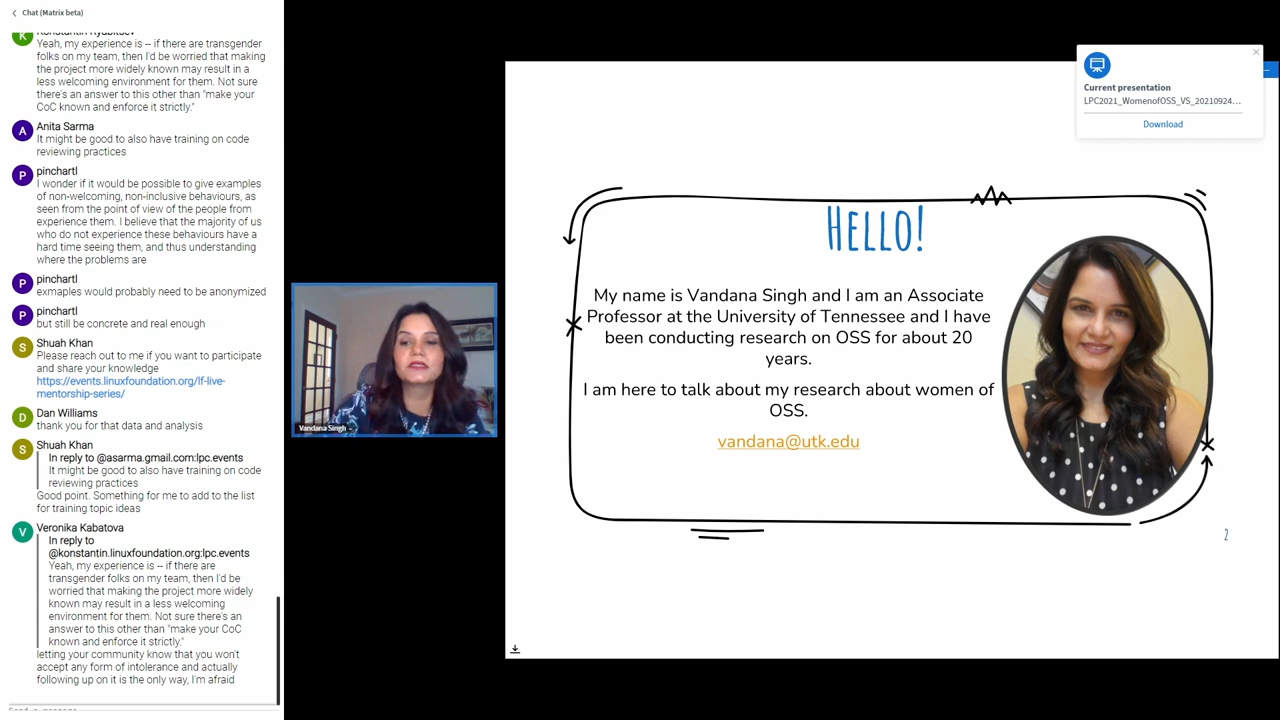 Chat (Matrix beta)
Konstantin Ryabitsev
Yeah, my experience is -- if there are
transgender folks on my team, then I'd be
worried that making the project more widely
known may result in a less welcoming
environment for them. Not sure there's an
answer to this other than "make your
CoC known and enforce it strictly."
A
Anita Sarma
It might be good to also have training on code
reviewing practices
P
pinchartl
I wonder if it would be possible to give examples
of non-welcoming, non-inclusive behaviours, as
seen from the point of view of the people from
experience them. I believe that the majority of us
who do not experience these behaviours have a
hard time seeing them, and thus understanding
where the problems are
P
pinchartl
exmaples would probably need to be anonymized
P
pinchartl
but still be concrete and real enough
S
Shuah Khan
Please reach out to me if you want to participate
and share your knowledge
https://events.linuxfoundation.org/lf-live-
mentorship-series/
D
Dan Williams
thank you for that data and analysis
S
Shuah Khan
In reply to @asarma.gmail.com:lpc.events
It might be good to also have training on code
reviewing practices
Good point. Something for me to add to the list
for training topic ideas
V
Veronika Kabatova
In reply to
@konstantin.linuxfoundation.org:lpc.events
Yeah, my experience is -- if there are
transgender folks on my team, then I'd be
worried that making the project more widely
known may result in a less welcoming
environment for them. Not sure there's an
answer to this other than "make your CoC
known and enforce it strictly."
letting your community know that you won't
accept any form of intolerance and actually
following up on it is the only way, I'm afraid
Vandana Singh
Current presentation
LPC2021_WomenofOSS_VS_20210924...
Download
HELLO!
My name is Vandana Singh and I am an Associate
Professor at the University of Tennessee and I have
been conducting research on OSS for about 20
years.
I am here to talk about my research about women of
OSS.
vandana@utk.edu
2